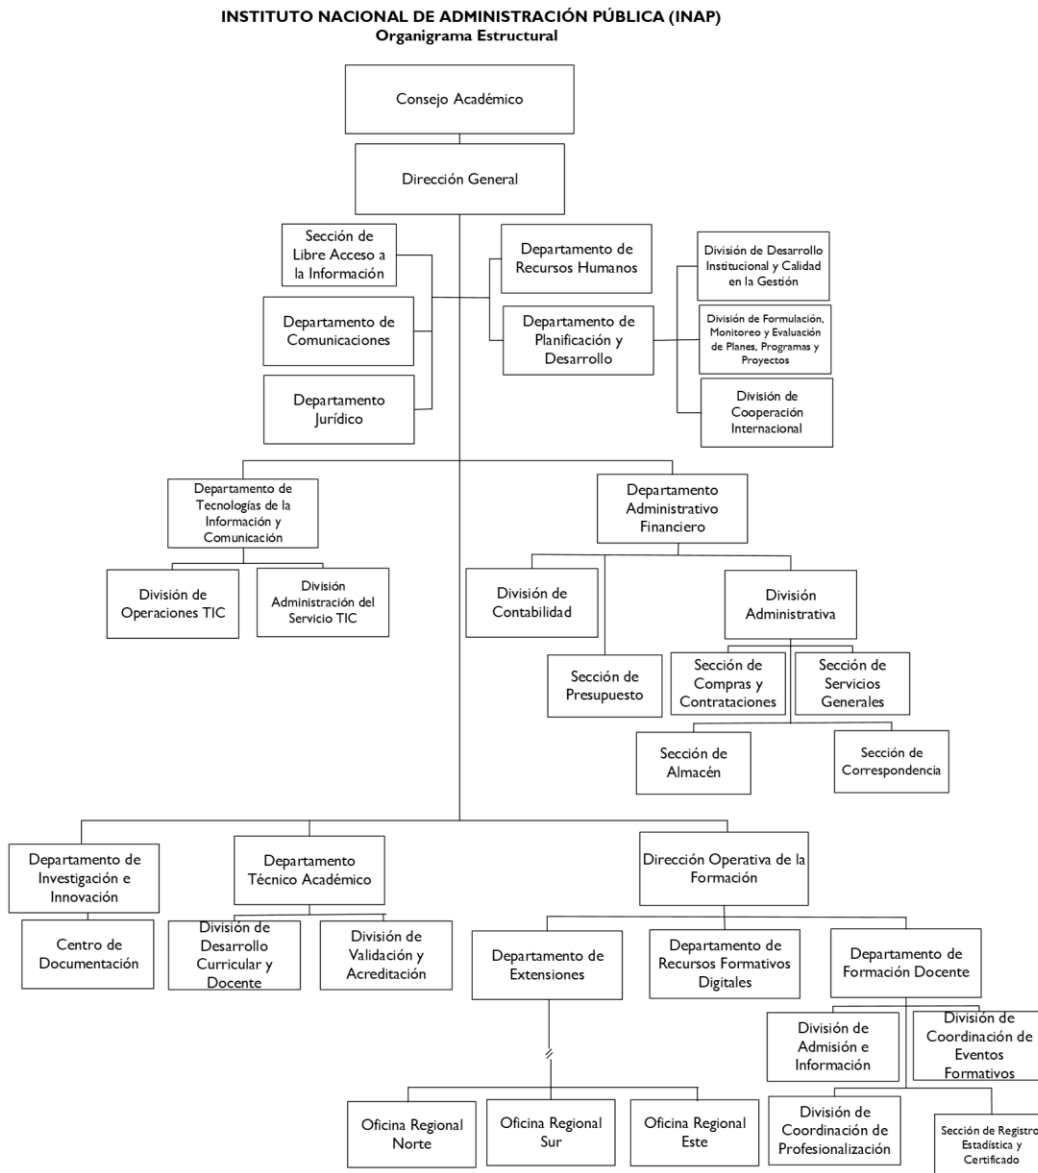 INSTITUTO NACIONAL DE ADMINISTRACIÓN PÚBLICA (INAP)
Organigrama Estructural
Consejo Académico
Dirección General
Sección de
Libre Acceso a
la Información
Departamento de
Recursos Humanos
División de Desarrollo
Institucional y Calidad
en la Gestión
Departamento de
Comunicaciones
Departamento de
Planificación y
Desarrollo
División de Formulación,
Monitoreo y Evaluación
de Planes, Programas y
Proyectos
Departamento
Jurídico
División de
Cooperación
Internacional
Departamento de
Tecnologías de la
Información y
Comunicación
Departamento
Administrativo
Financiero
División de
Operaciones TIC
División
Administración del
Servicio TIC
División de
Contabilidad
División
Administrativa
Sección de
Presupuesto
Sección de
Compras y
Contrataciones
Sección de
Servicios
Generales
Sección de
Almacén
Sección de
Correspondencia
Departamento de
Investigación e
Innovación
Departamento
Técnico Académico
Dirección Operativa de la
Formación
Centro de
Documentación
División de
Desarrollo
Curricular y
Docente
División de
Validación y
Acreditación
Departamento de
Extensiones
Departamento de
Recursos Formativos
Digitales
Departamento de
Formación Docente
División de
Admisión e
Información
División de
Coordinación de
Eventos
Formativos
Oficina Regional
Norte
Oficina Regional
Sur
Oficina Regional
Este
División de
Coordinación de
Profesionalización
Sección de Registro
Estadística y
Certificado